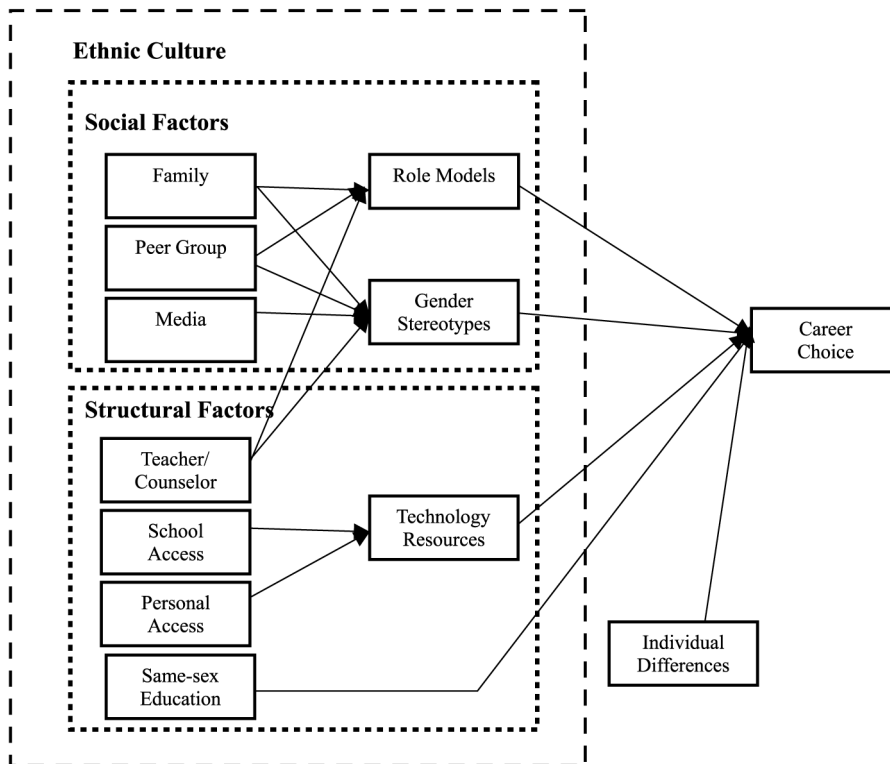 Ethnic Culture
Social Factors
Family
Role Models
Peer Group
Gender
Stereotypes
Media
Career
Choice
Structural Factors
Teacher/
Counselor
School
Access
Technology
Resources
Personal
Access
Individual
Differences
Same-sex
Education